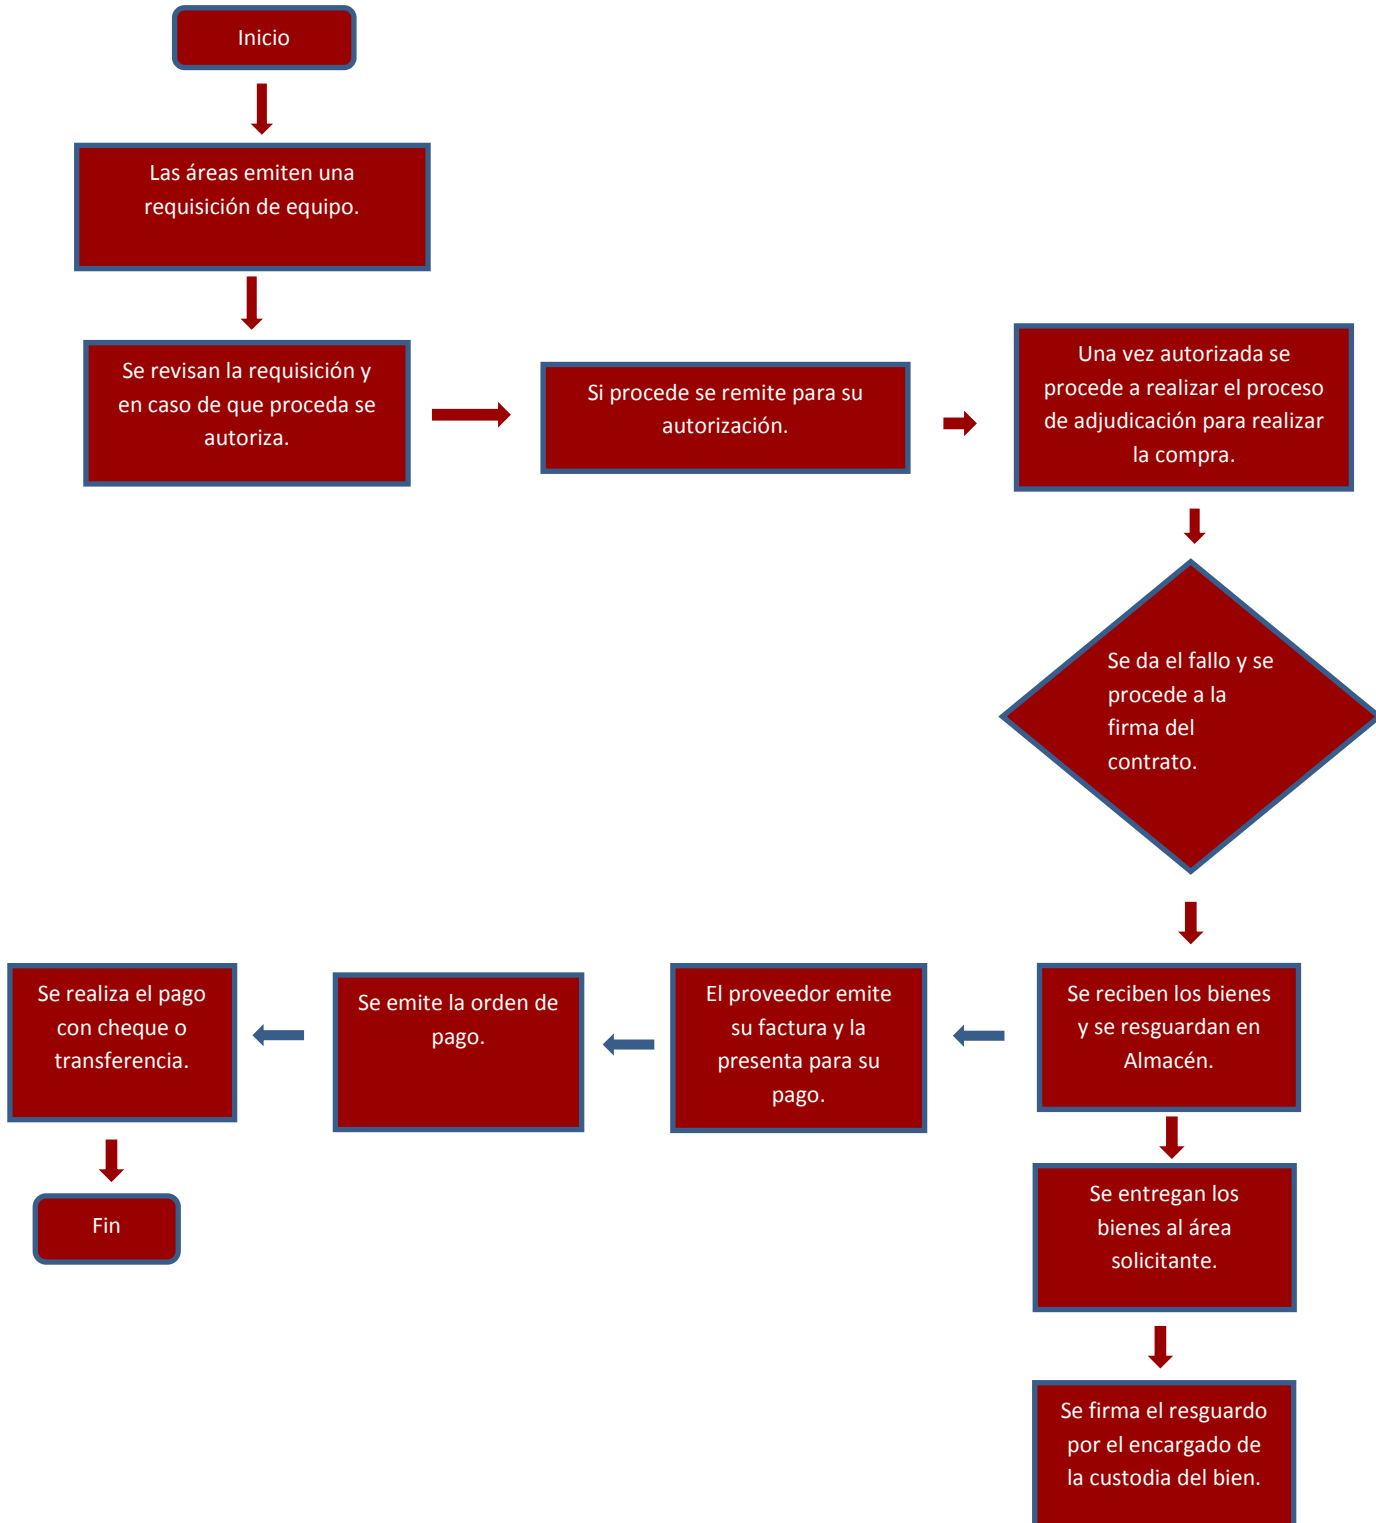 Inicio
Las áreas emiten una
requisición de equipo.
Se revisan la requisición y
en caso de que proceda se
autoriza.
Si procede se remite para su
autorización.
Una vez autorizada se
procede a realizar el proceso
de adjudicación para realizar
la compra.
Se da el fallo y se
procede a la
firma del
contrato.
Se reciben los bienes
y se resguardan en
Almacén.
El proveedor emite
su factura y la
presenta para su
pago.
Se emite la orden de
pago.
Se realiza el pago
con cheque o
transferencia.
Fin
Se entregan los
bienes al área
solicitante.
Se firma el resguardo
por el encargado de
la custodia del bien.